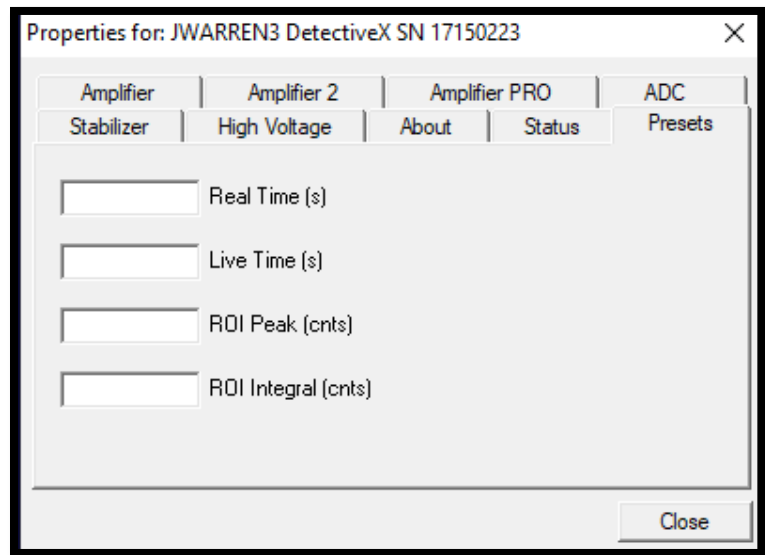 Properties for: JWARREN3 DetectiveX SN 17150223
Amplifier Amplifier 2 Amplifier PRO ADC
Stabilizer High Voltage About Status Presets
Real Time (s)
Live Time (s)
ROI Peak (cnts)
ROI Integral (cnts)
Close